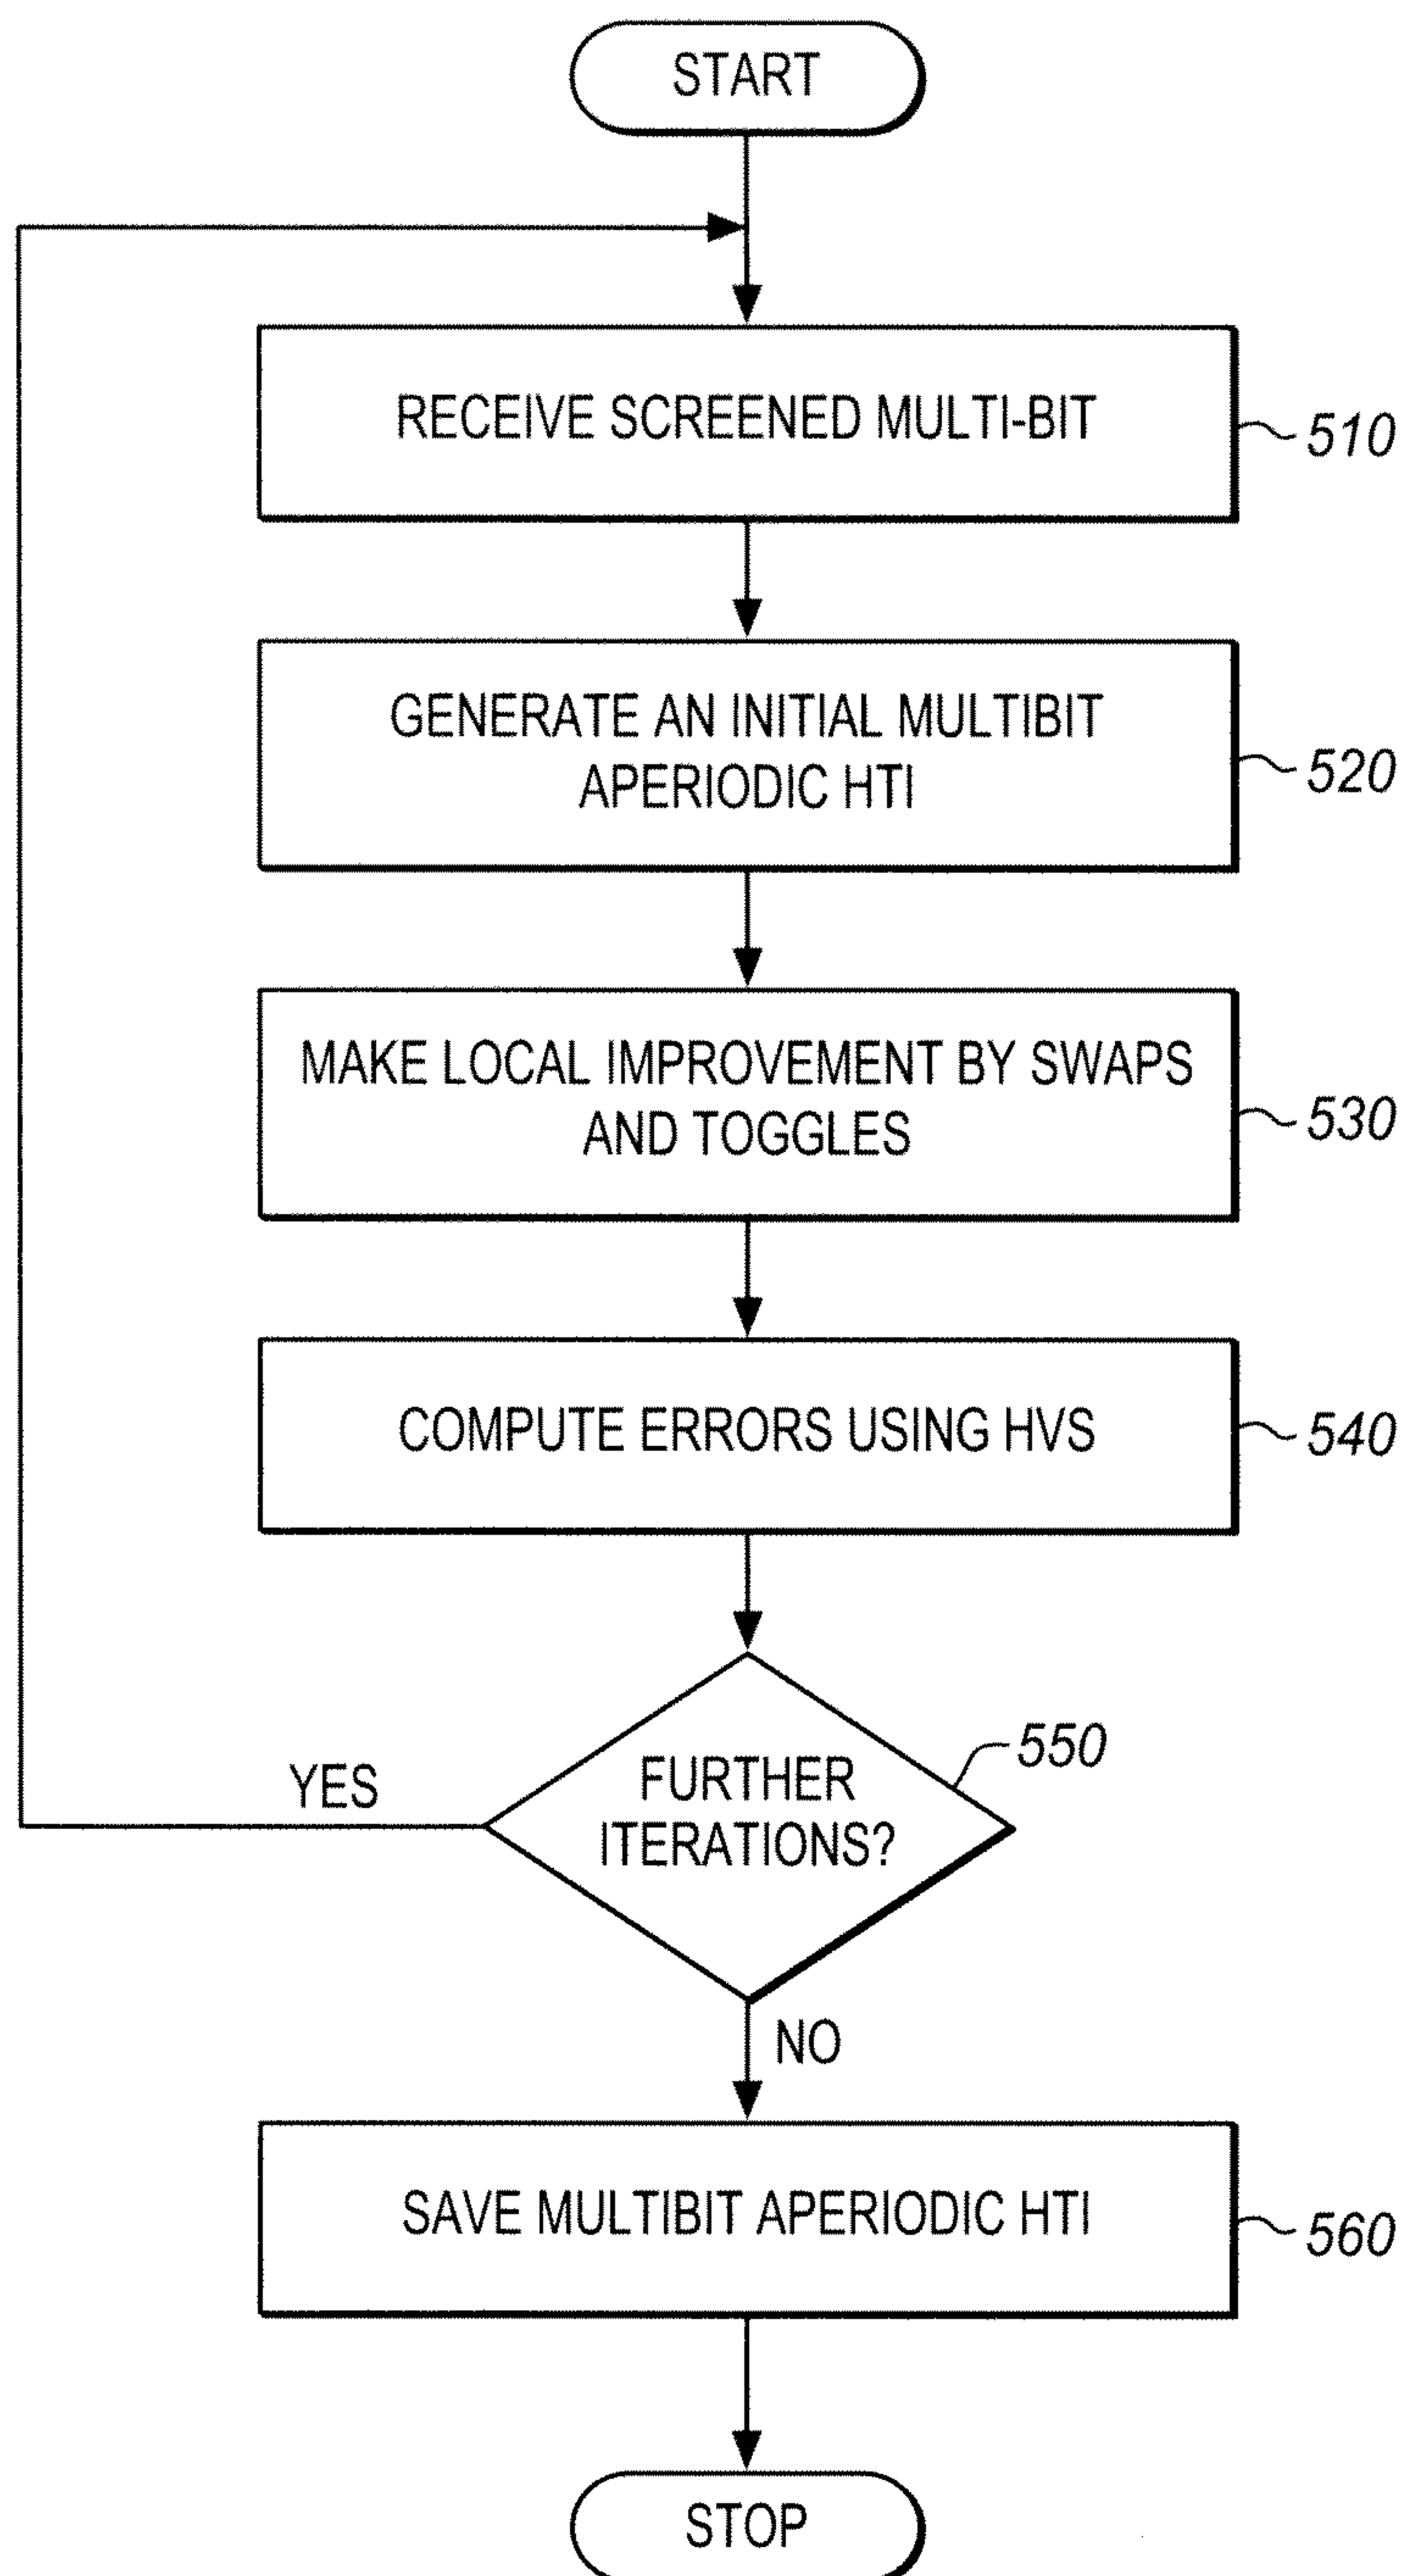 START
RECEIVE SCREENED MULTI-BIT
510
GENERATE AN INITIAL MULTIBIT
APERIODIC HTI
520
MAKE LOCAL IMPROVEMENT BY SWAPS
AND TOGGLES
530
COMPUTE ERRORS USING HVS
540
FURTHER
ITERATIONS?
550
YES
NO
SAVE MULTIBIT APERIODIC HTI
560
STOP